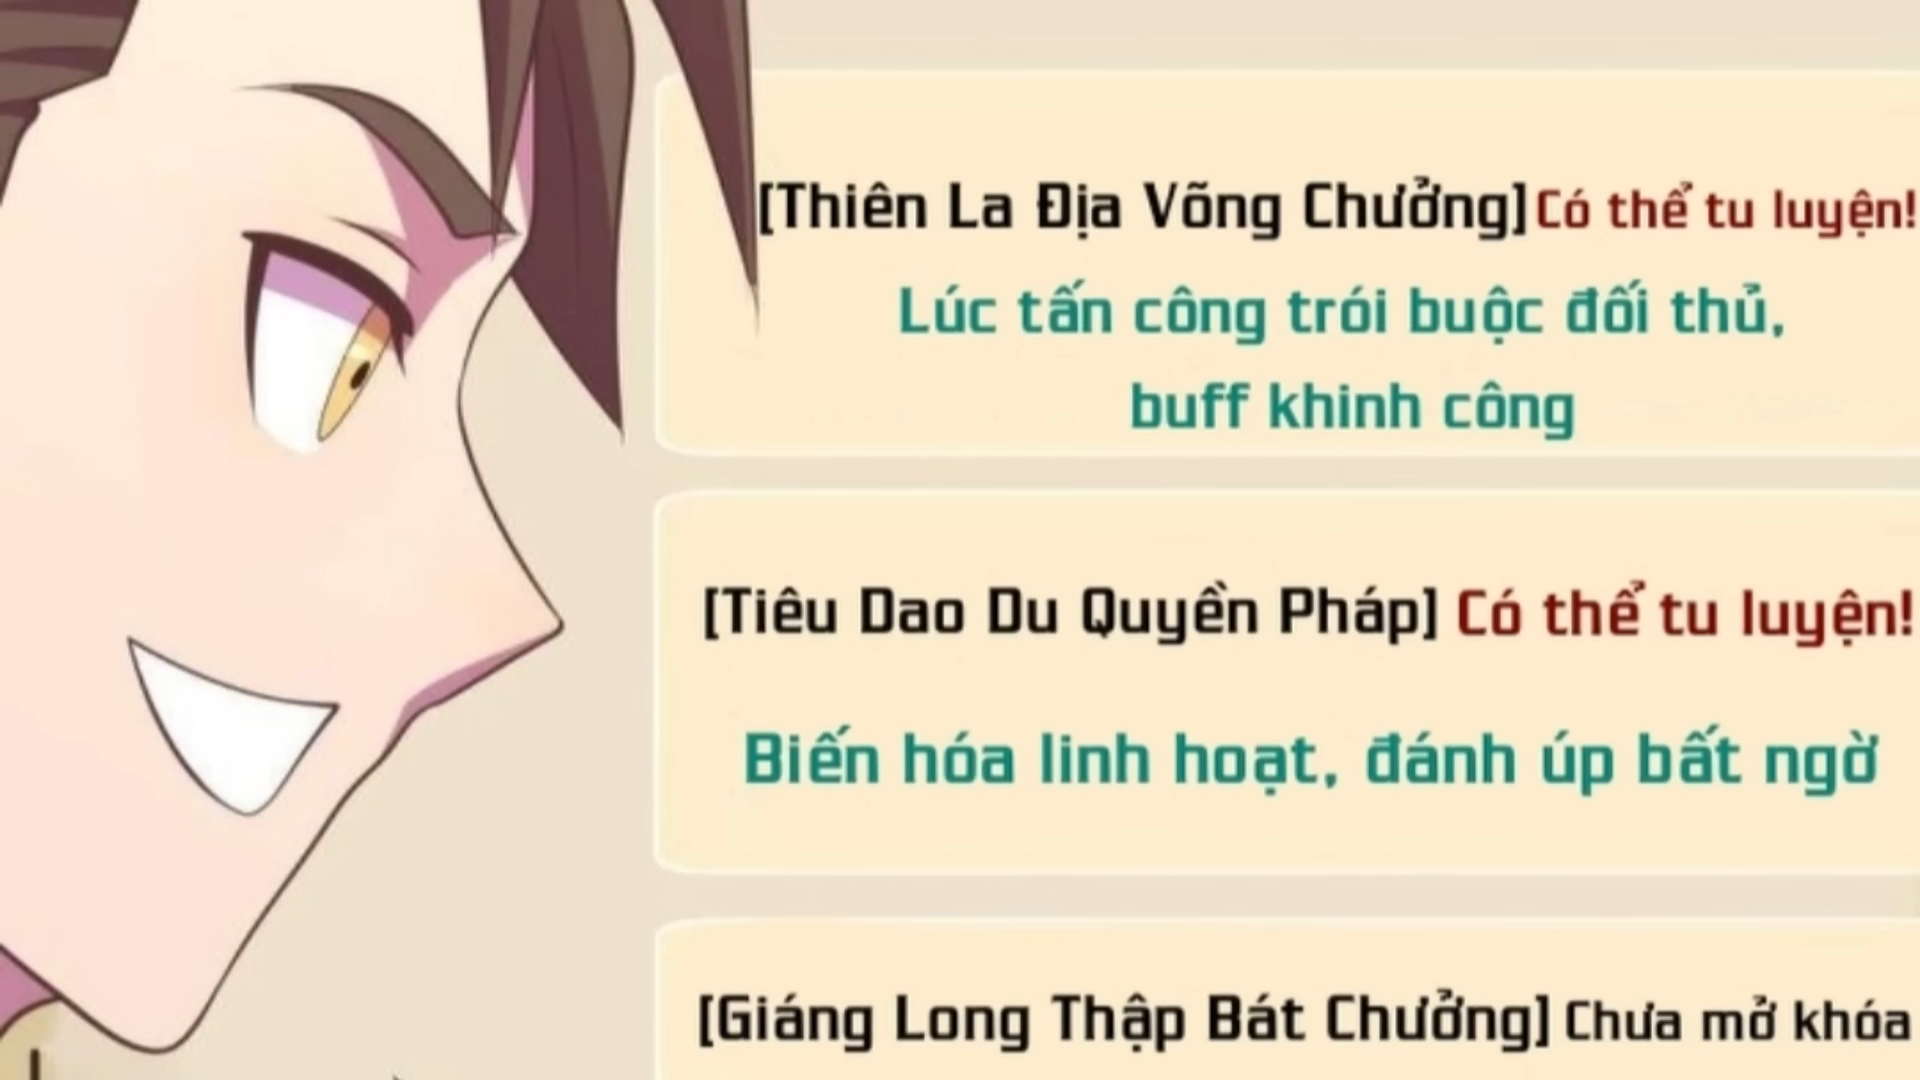 [Thiên La Địa Võng Chưởng] Có thể tu luyện!
Lúc tấn công trói buộc đối thủ,
buff khinh công
[Tiêu Dao Du Quyền Pháp] Có thể tu luyện!
Biến hóa linh hoạt, đánh úp bất ngờ
[Giáng Long Thập Bát Chưởng] Chưa mở khóa